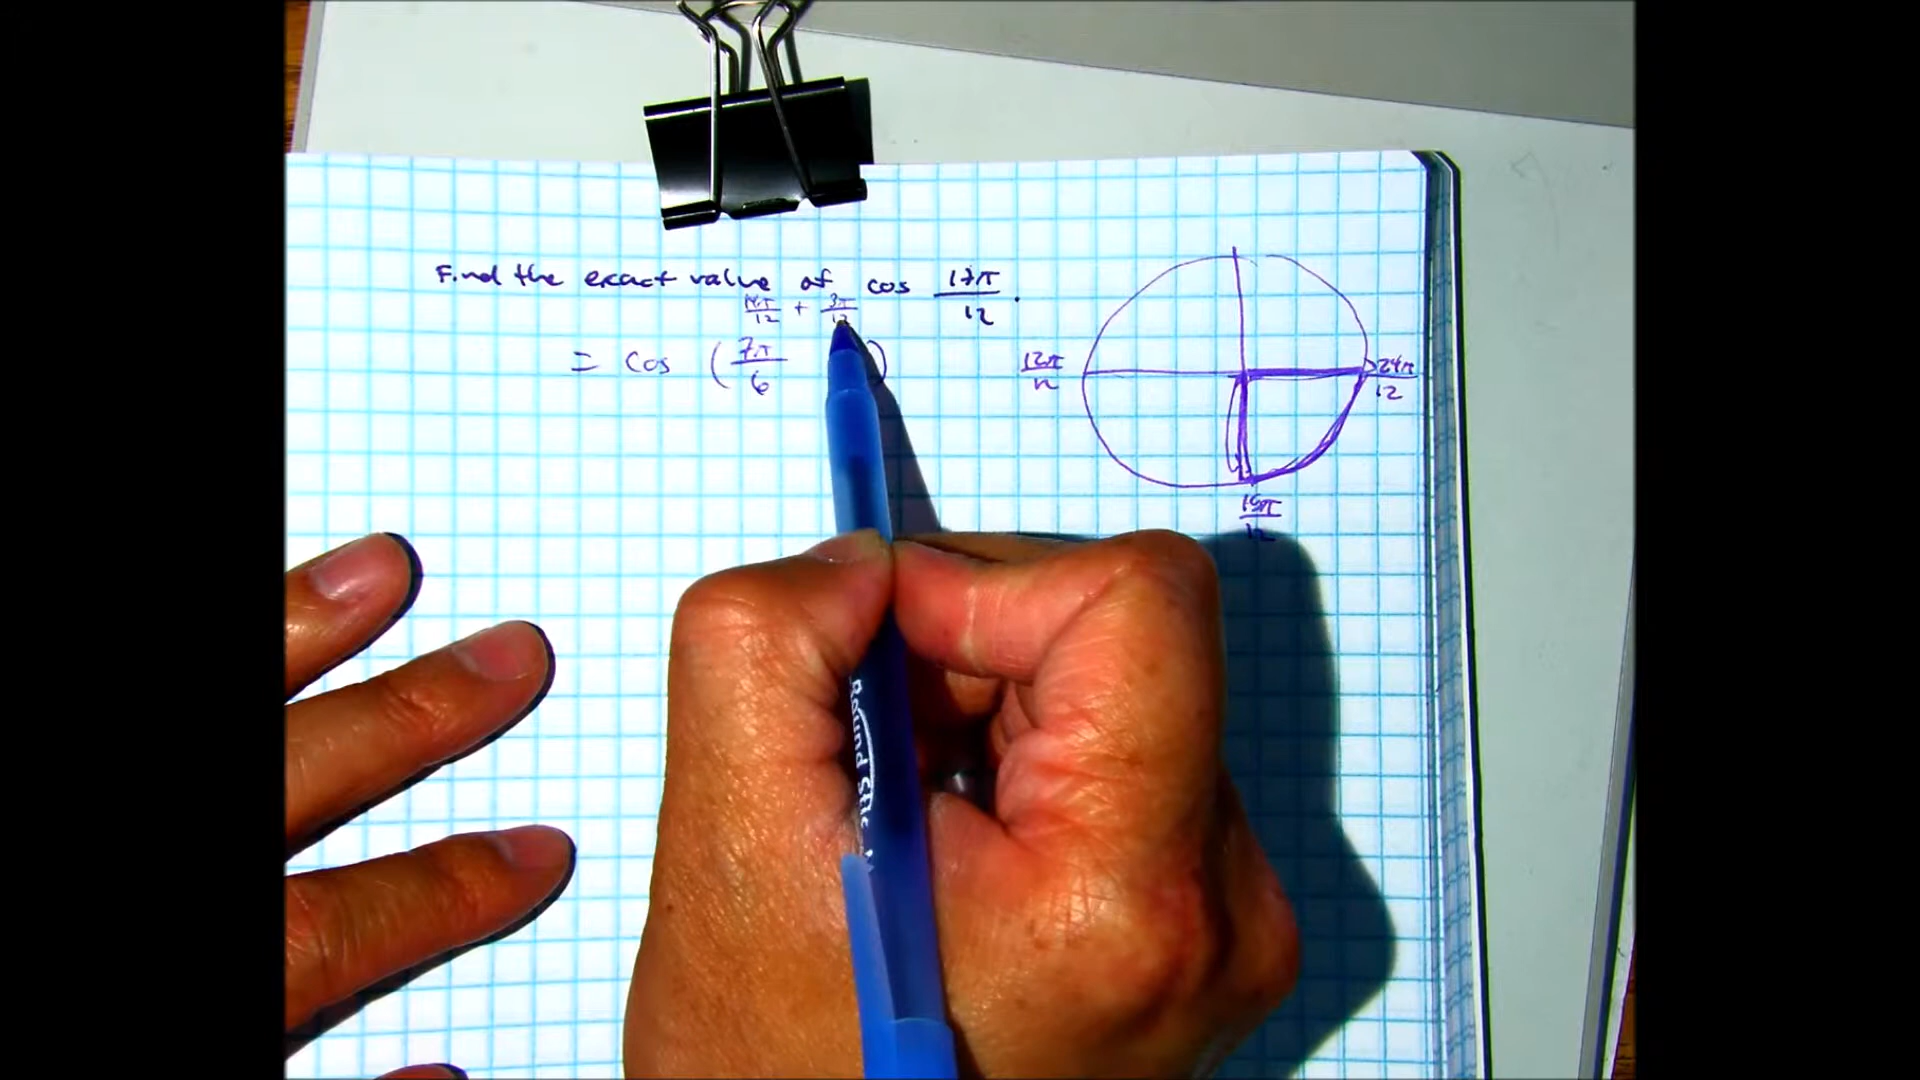 Find the exact value of cos 17π/12.
14π/12 + 3π/12
= cos (7π/6 )
12π/12
24π/12
18π/12
Round Stic